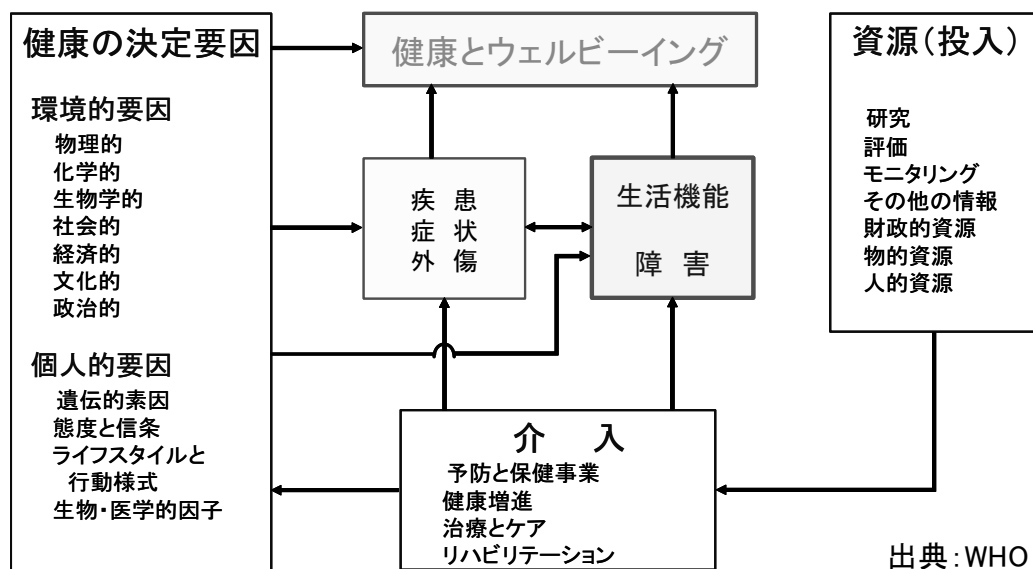 健康の決定要因
環境的要因
物理的
化学的
生物学的
社会的
経済的
文化的
政治的
個人的要因
遺伝的素因
態度と信条
ライフスタイルと
行動様式
生物・医学的因子
健康とウェルビーイング
疾　患
症　状
外　傷
生活機能
障　害
介　入
予防と保健事業
健康増進
治療とケア
リハビリテーション
資源（投入）
研究
評価
モニタリング
その他の情報
財政的資源
物的資源
人的資源
出典：WHO